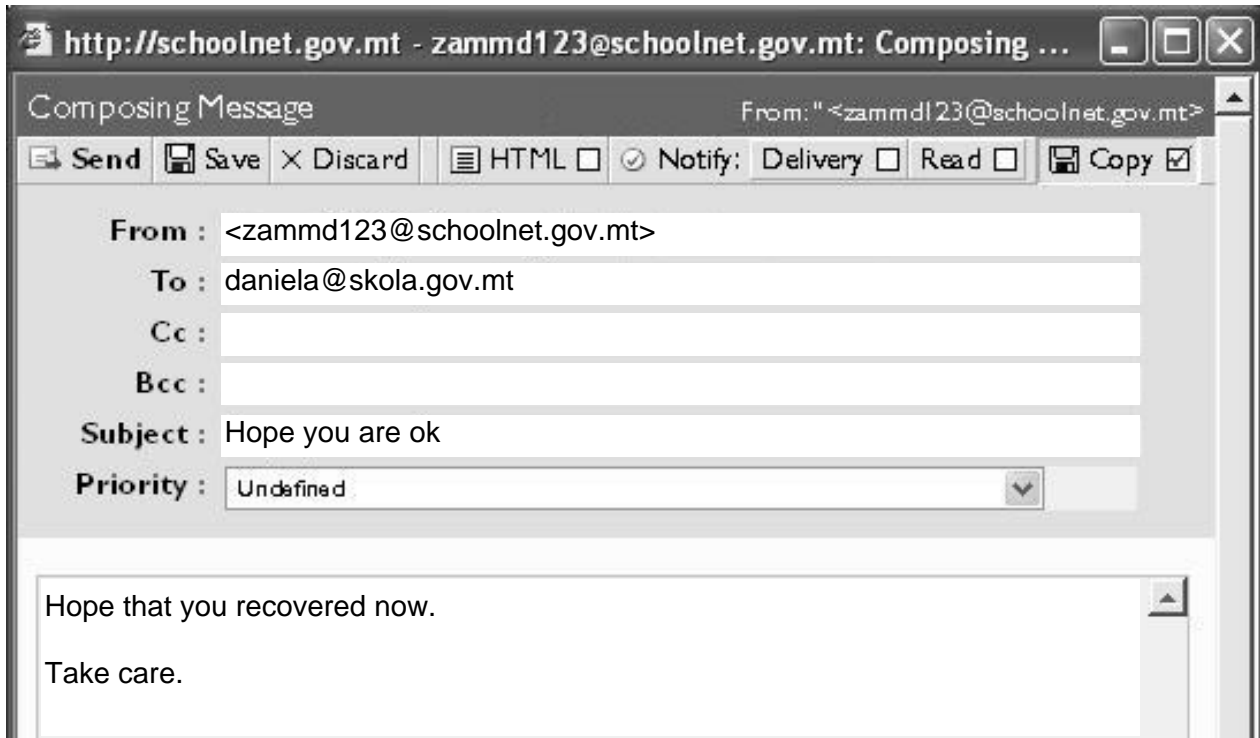 http://schoolnet.gov.mt - zammd123@schoolnet.gov.mt: Composing ...
Composing Message From: " <zammd123@schoolnet.gov.mt>
Send Save Discard HTML Notify: Delivery Read Copy
From : <zammd123@schoolnet.gov.mt>
To : daniela@skola.gov.mt
Cc :
Bcc :
Subject : Hope you are ok
Priority : Undefined
Hope that you recovered now.
Take care.